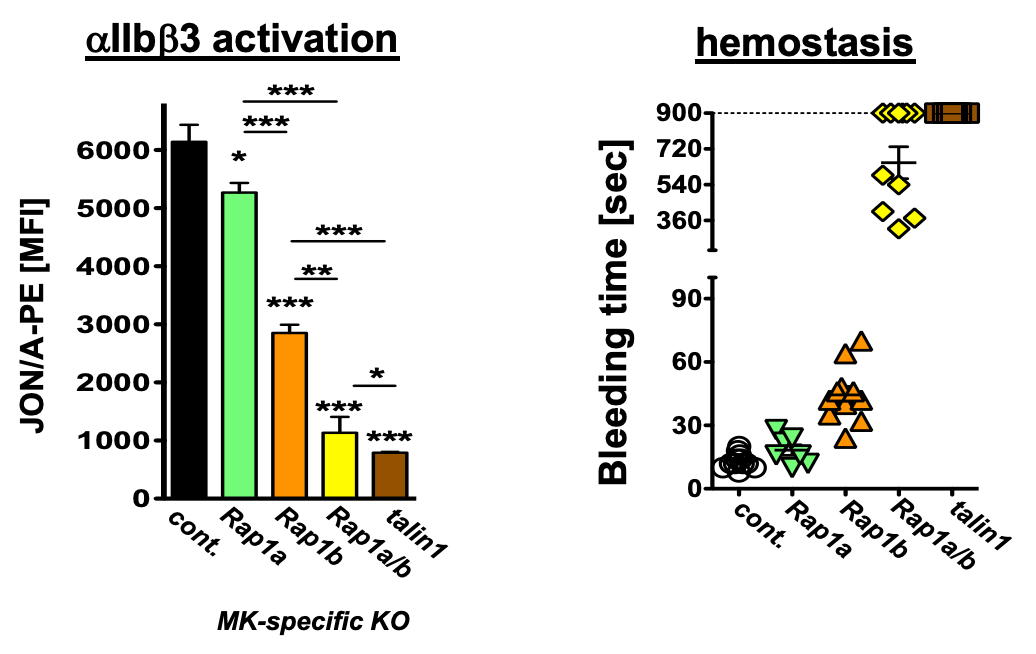 αIIbβ3 activation
JON/A-PE [MFI]
6000
5000
4000
3000
2000
1000
0
***
***
*
***
**
***
*
***
***
cont.
Rap1a
Rap1b
Rap1a/b
talin1
MK-specific KO
hemostasis
Bleeding time [sec]
900
720
540
360
90
60
30
0
cont.
Rap1a
Rap1b
Rap1a/b
talin1